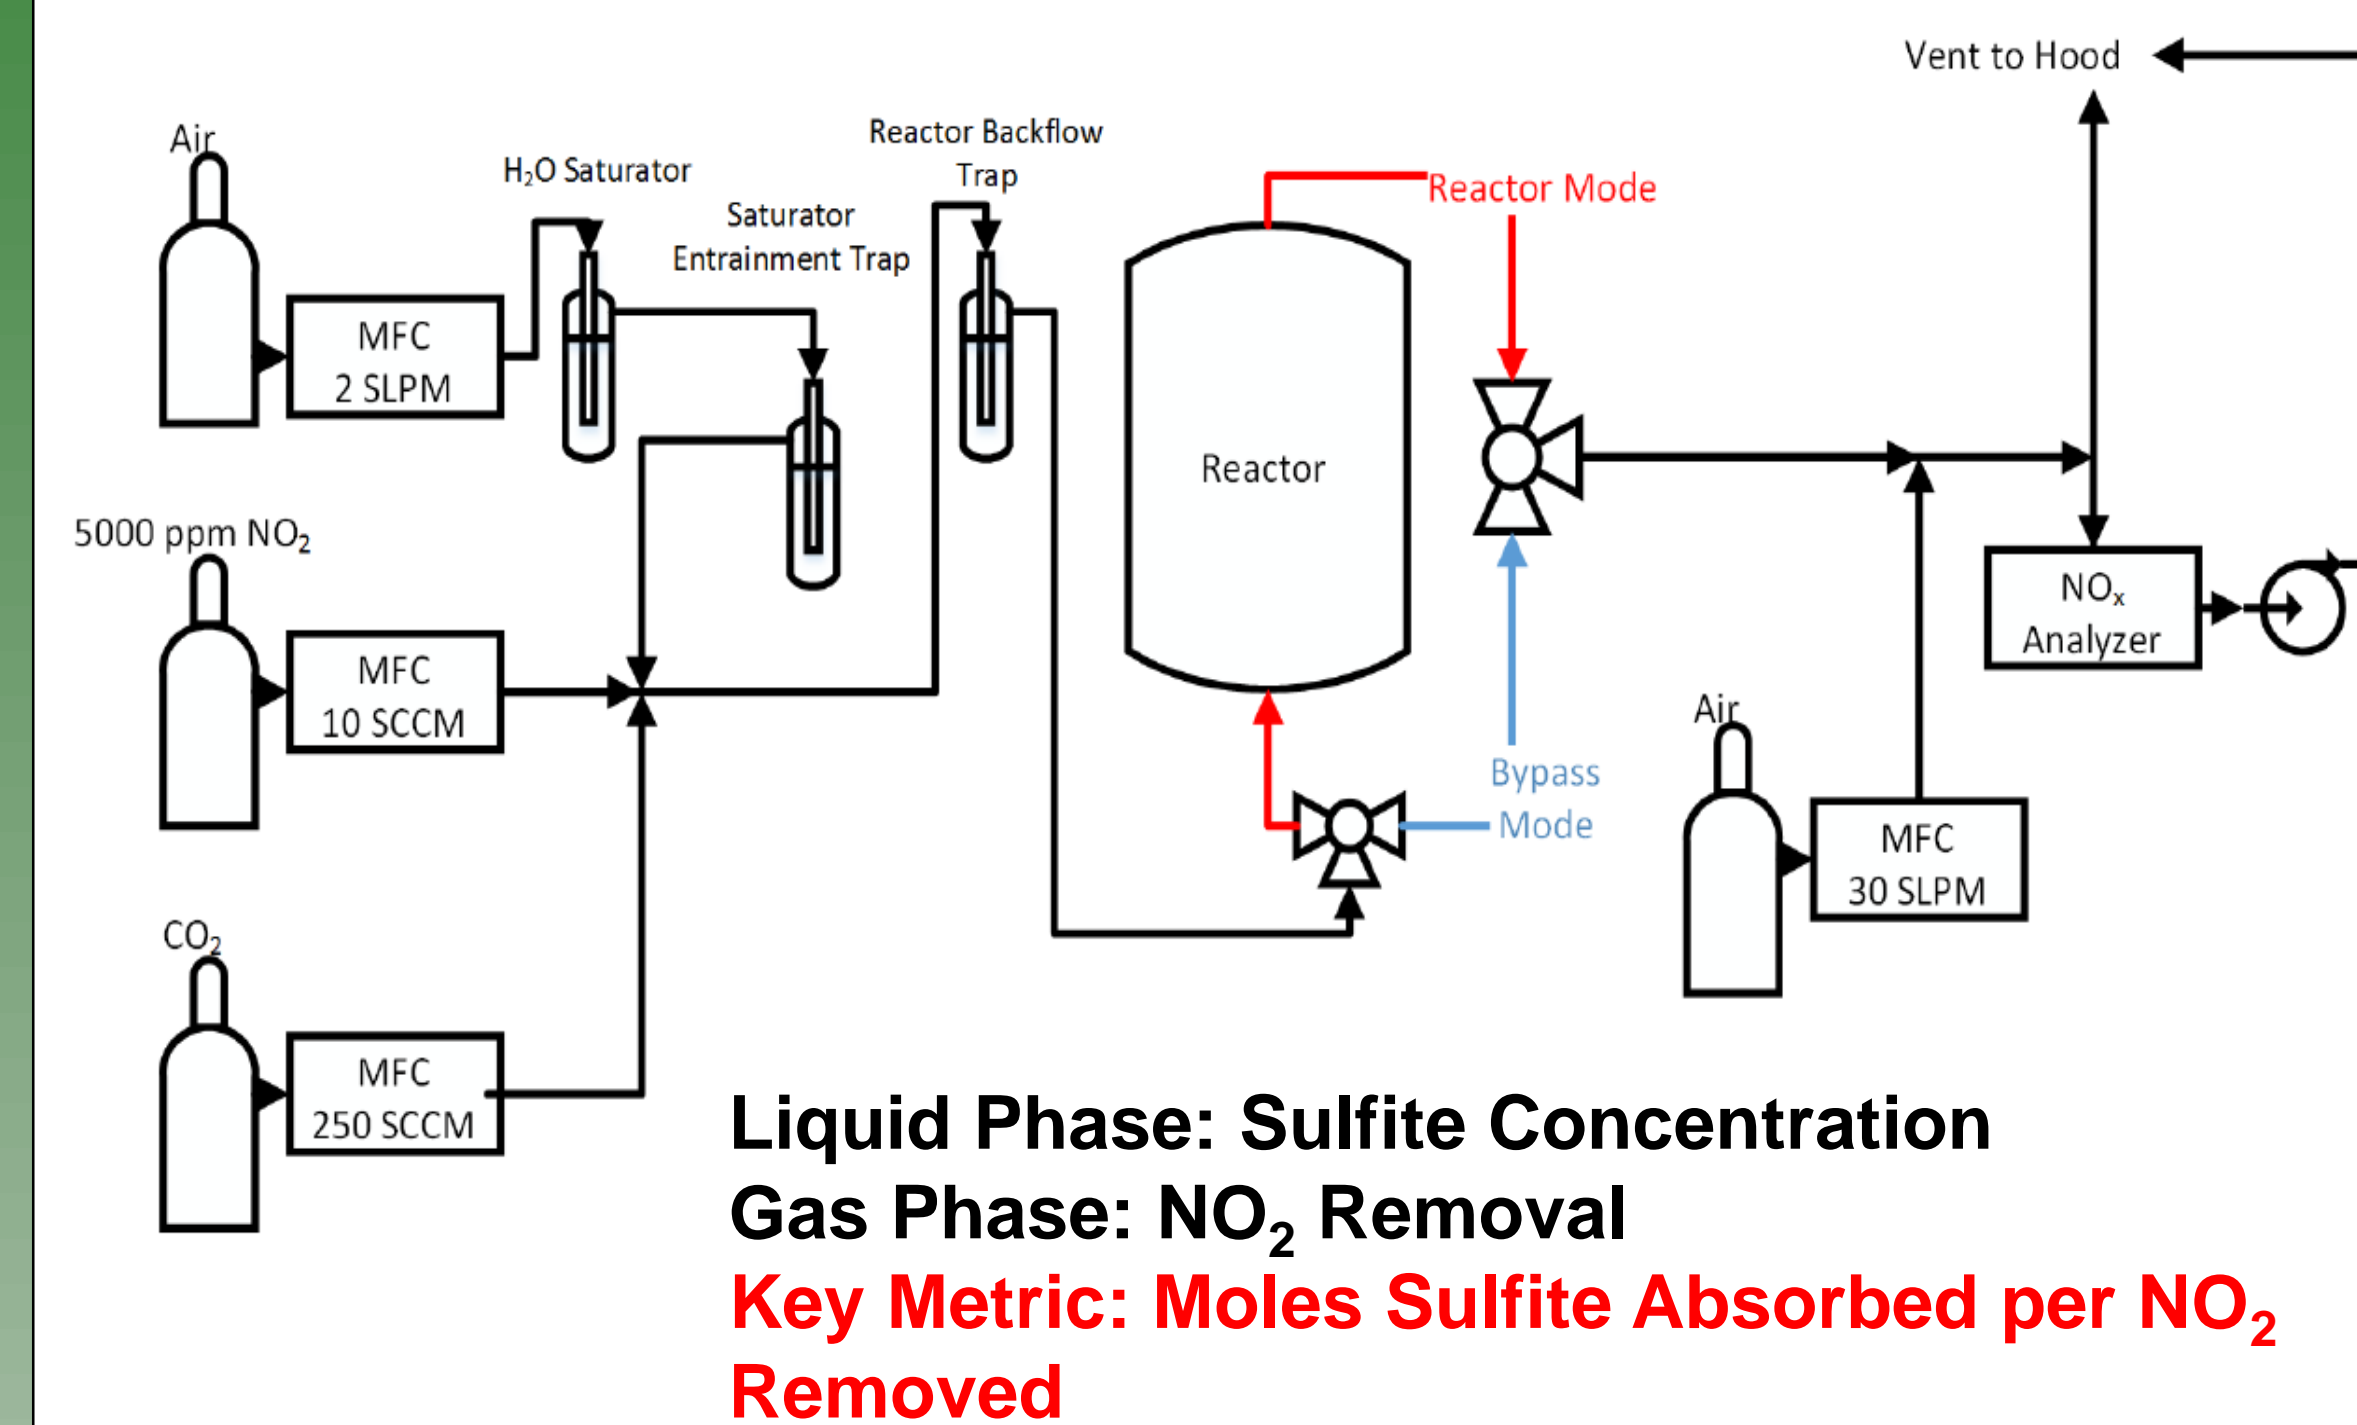 Vent to Hood
Air
H₂O Saturator
Reactor Backflow
Trap
Saturator
Entrainment Trap
Reactor Mode
MFC
2 SLPM
Reactor
5000 ppm NO₂
MFC
10 SCCM
NOₓ
Analyzer
Bypass
Mode
Air
MFC
30 SLPM
CO₂
MFC
250 SCCM
Liquid Phase: Sulfite Concentration
Gas Phase: NO₂ Removal
Key Metric: Moles Sulfite Absorbed per NO₂
Removed